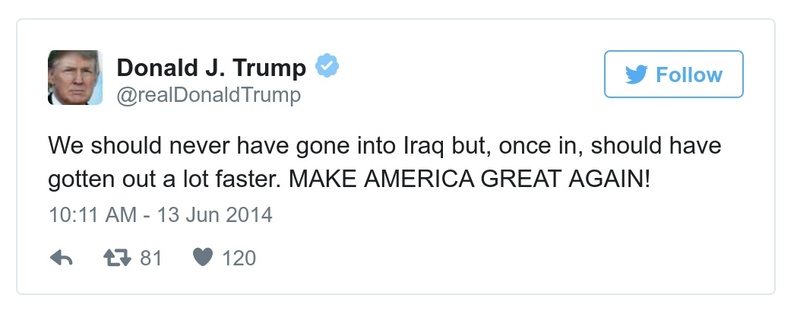 Donald J. Trump
@realDonaldTrump
Follow
We should never have gone into Iraq but, once in, should have
gotten out a lot faster. MAKE AMERICA GREAT AGAIN!
10:11 AM - 13 Jun 2014
81 120